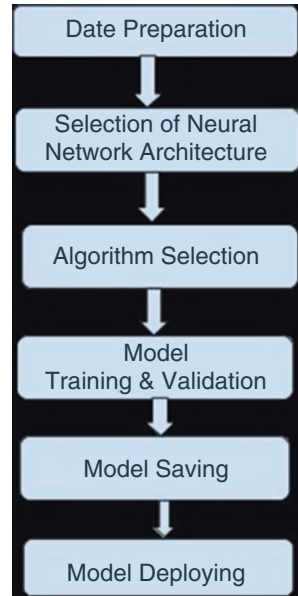 Date Preparation
Selection of Neural
Network Architecture
Algorithm Selection
Model
Training & Validation
Model Saving
Model Deploying